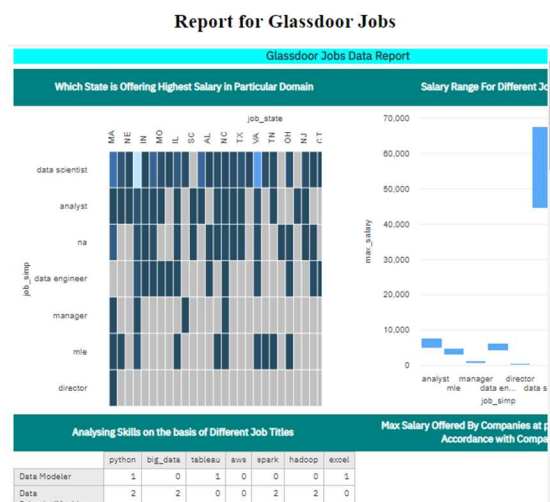 Report for Glassdoor Jobs
Glassdoor Jobs Data Report
Which State is Offering Highest Salary in Particular Domain
Salary Range For Different Jo
job_state
MA NE IN MO IL SC AL NC TX VA TN OH NJ CT
job_simp
data scientist
analyst
na
data engineer
manager
mle
director
max_salary
70,000
60,000
50,000
40,000
30,000
20,000
10,000
0
analyst manager director
mle data en... data s
job_simp
Analysing Skills on the basis of Different Job Titles
Max Salary Offered By Companies at p
Accordance with Compa
python big_data tableau aws spark hadoop excel
Data Modeler 1 0 1 0 0 0 1
Data 2 2 0 0 2 2 0